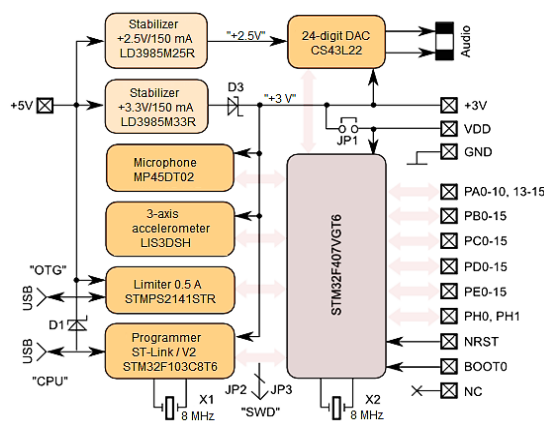 Stabilizer
+2.5V/150 mA
LD3985M25R
"+2.5V"
24-digit DAC
CS43L22
Audio
+5V
Stabilizer
+3.3V/150 mA
LD3985M33R
D3
"+3 V"
+3V
JP1
VDD
GND
Microphone
MP45DT02
3-axis
accelerometer
LIS3DSH
STM32F407VGT6
PA0-10, 13-15
PB0-15
PC0-15
PD0-15
PE0-15
PH0, PH1
NRST
BOOT0
NC
"OTG"
USB
Limiter 0.5 A
STMPS2141STR
D1
USB
"CPU"
Programmer
ST-Link / V2
STM32F103C8T6
X1
8 MHz
JP2
JP3
"SWD"
X2
8 MHz